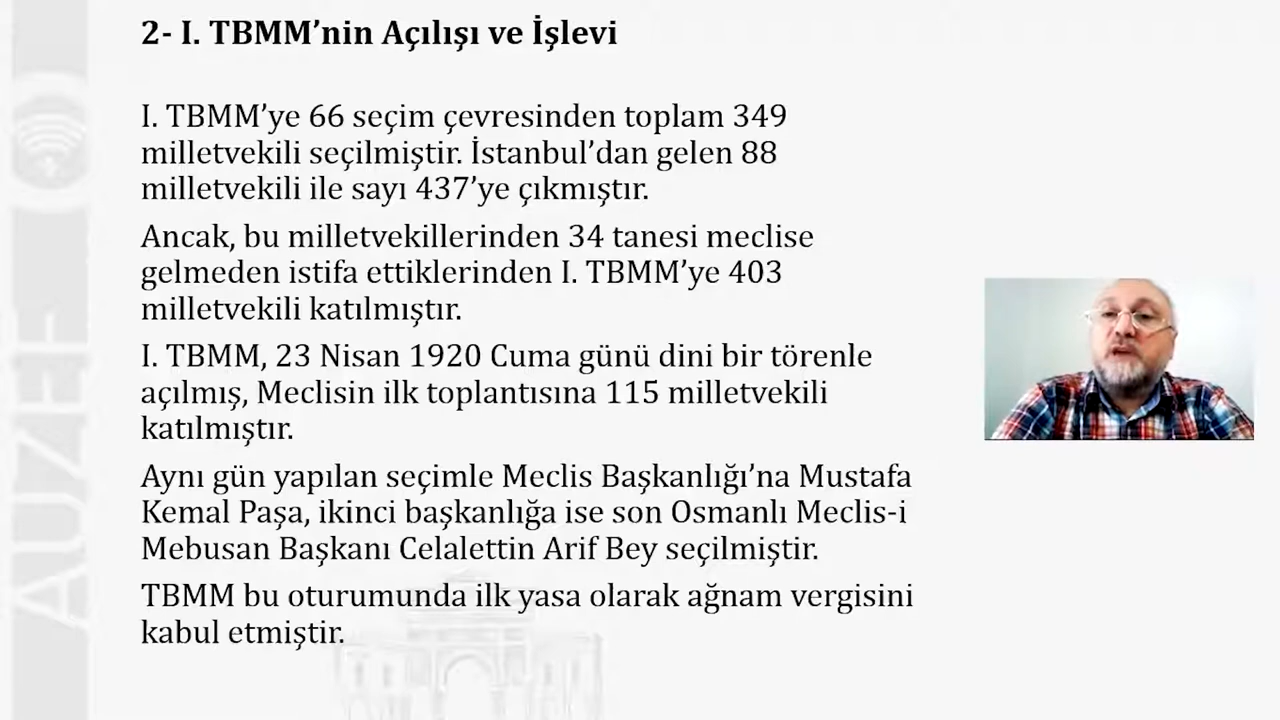 2- I. TBMM’nin Açılışı ve İşlevi
I. TBMM’ye 66 seçim çevresinden toplam 349
milletvekili seçilmiştir. İstanbul’dan gelen 88
milletvekili ile sayı 437’ye çıkmıştır.
Ancak, bu milletvekillerinden 34 tanesi meclise
gelmeden istifa ettiklerinden I. TBMM’ye 403
milletvekili katılmıştır.
I. TBMM, 23 Nisan 1920 Cuma günü dini bir törenle
açılmış, Meclisin ilk toplantısına 115 milletvekili
katılmıştır.
Aynı gün yapılan seçimle Meclis Başkanlığı’na Mustafa
Kemal Paşa, ikinci başkanlığa ise son Osmanlı Meclis-i
Mebusan Başkanı Celalettin Arif Bey seçilmiştir.
TBMM bu oturumunda ilk yasa olarak ağnam vergisini
kabul etmiştir.
AUZEF